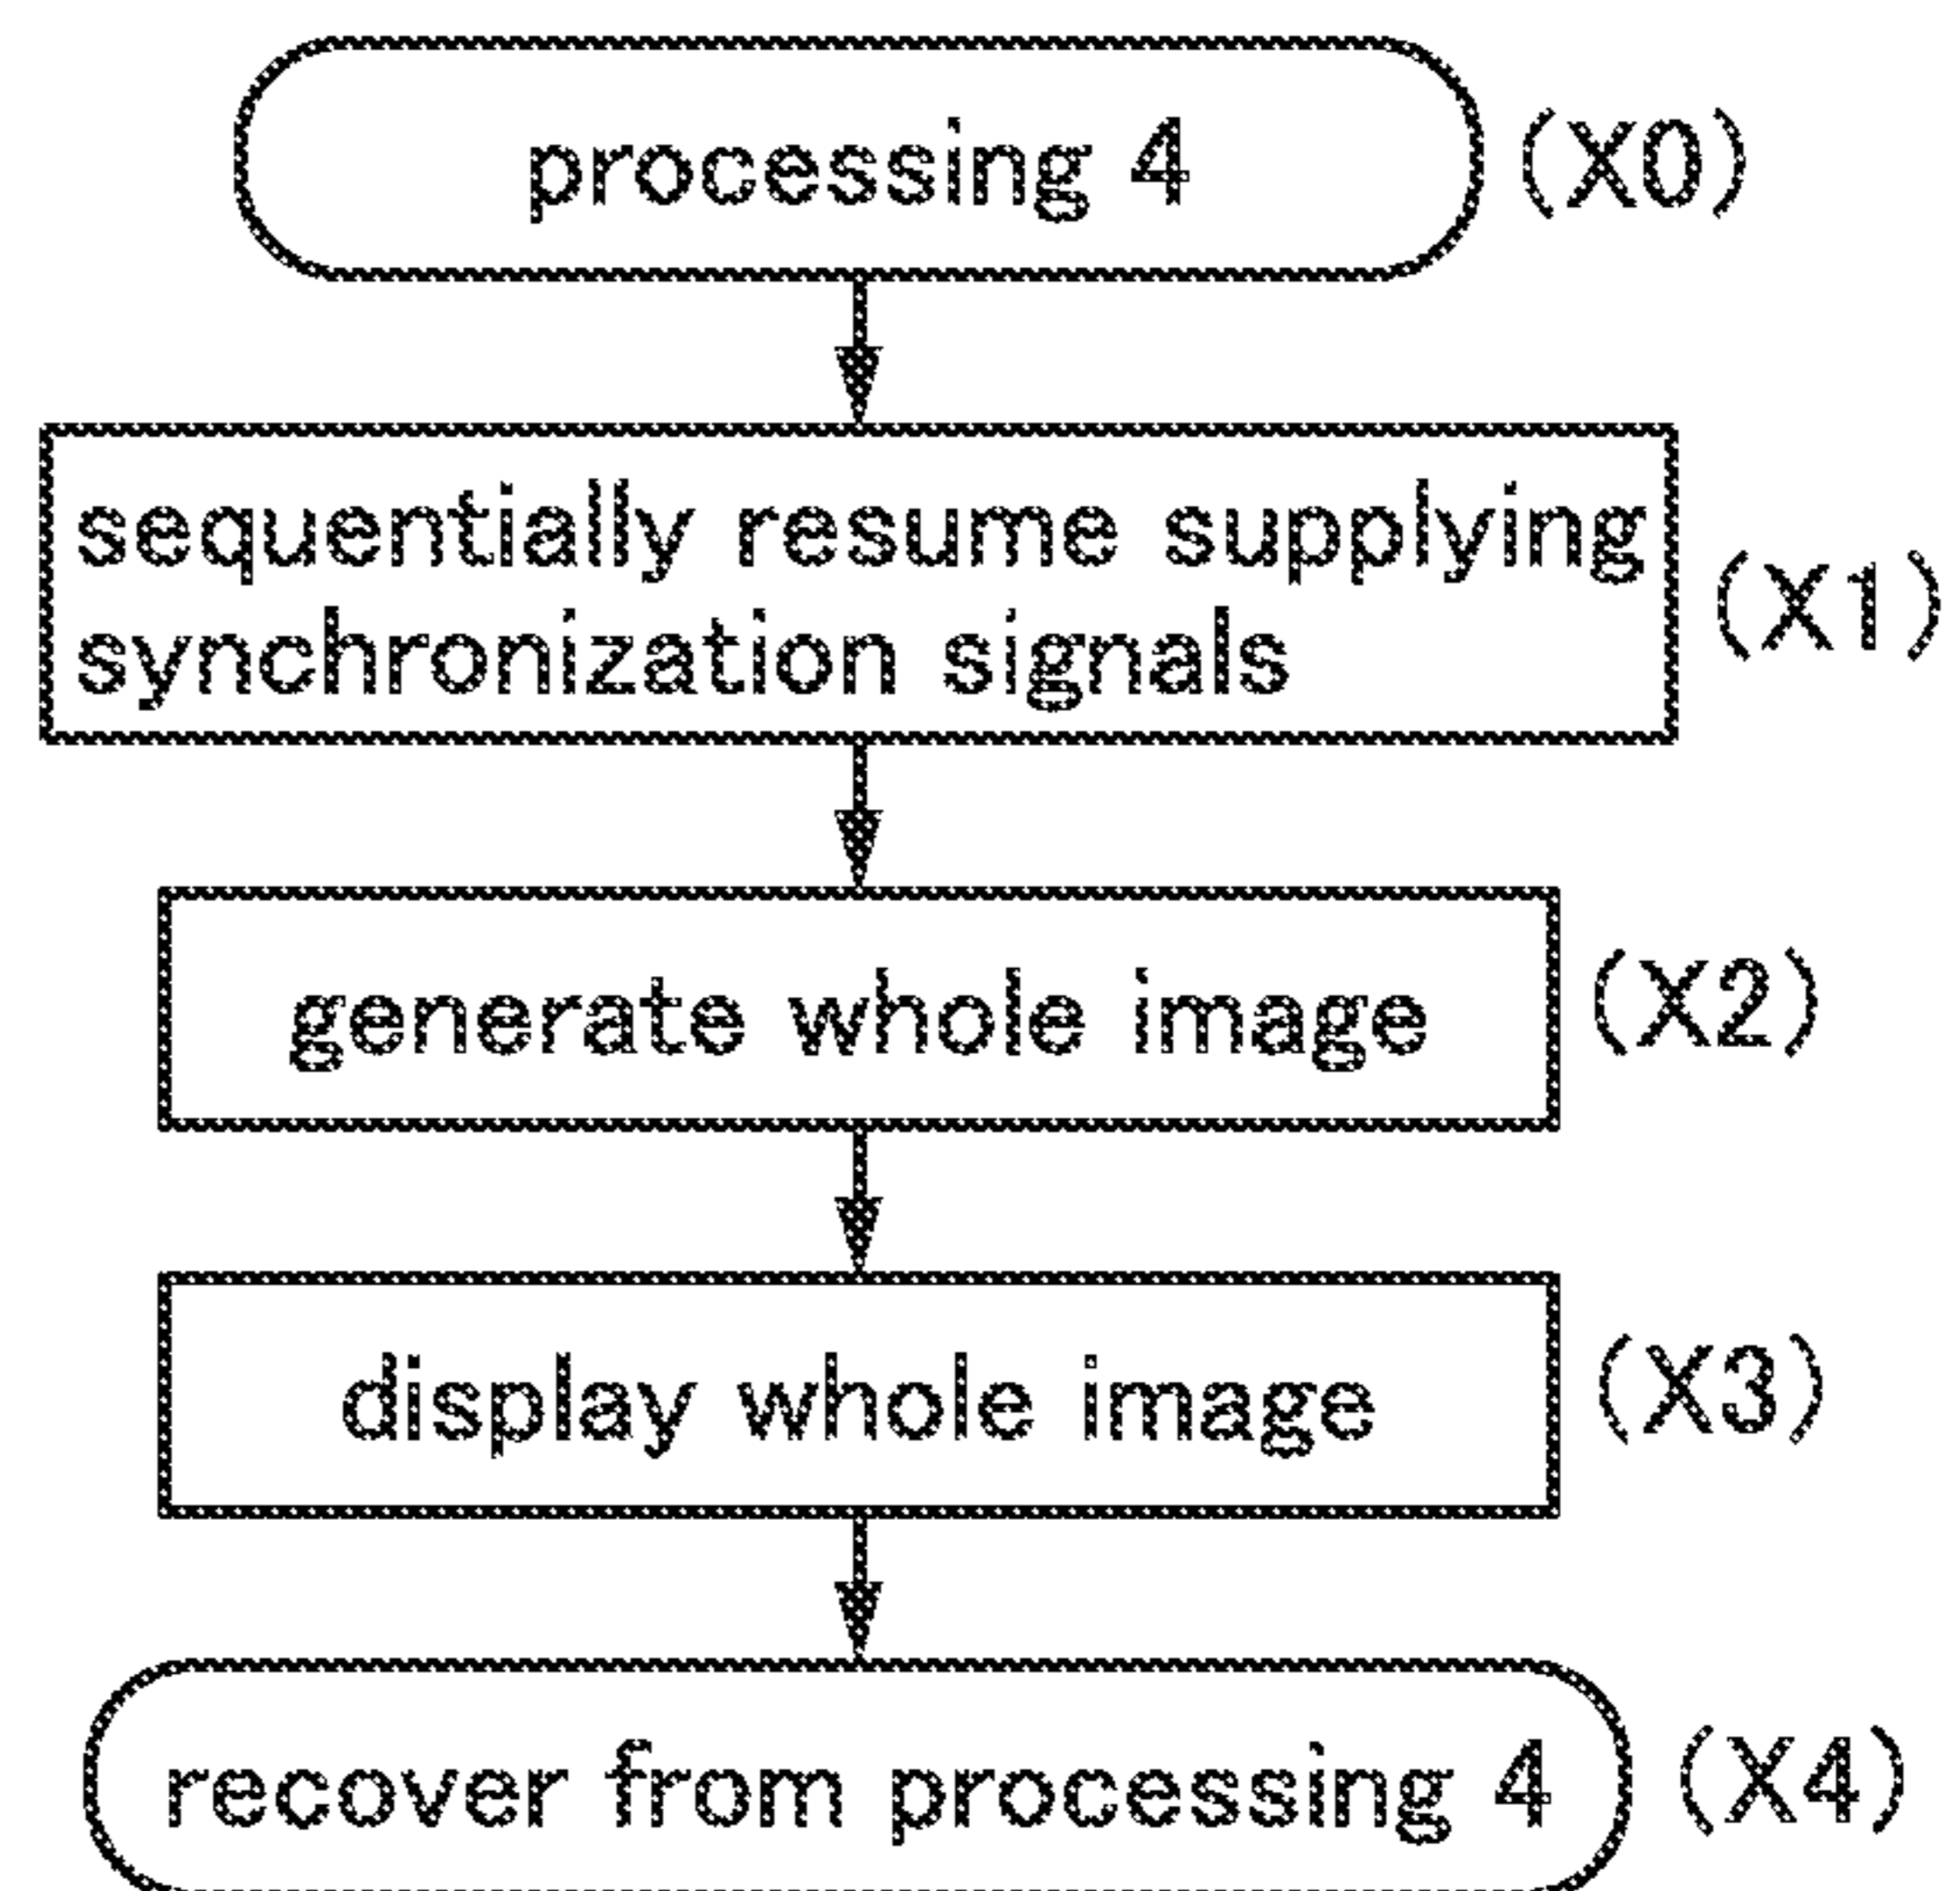 processing 4 (X0)
sequentially resume supplying
synchronization signals
(X1)
generate whole image (X2)
display whole image (X3)
recover from processing 4 (X4)